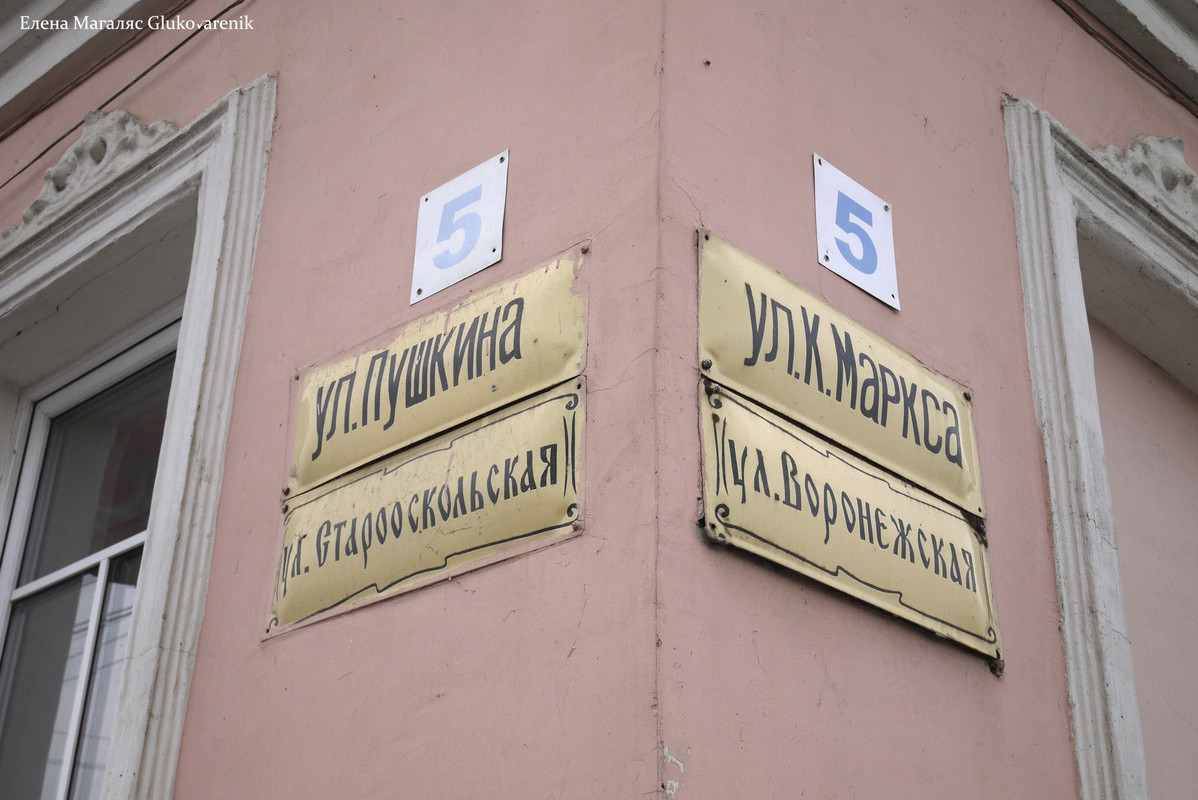 Елена Магаляс Glukovarenik
5
ул. Пушкина
ул. Старооскольская
5
ул. К. Маркса
ул. Воронежская